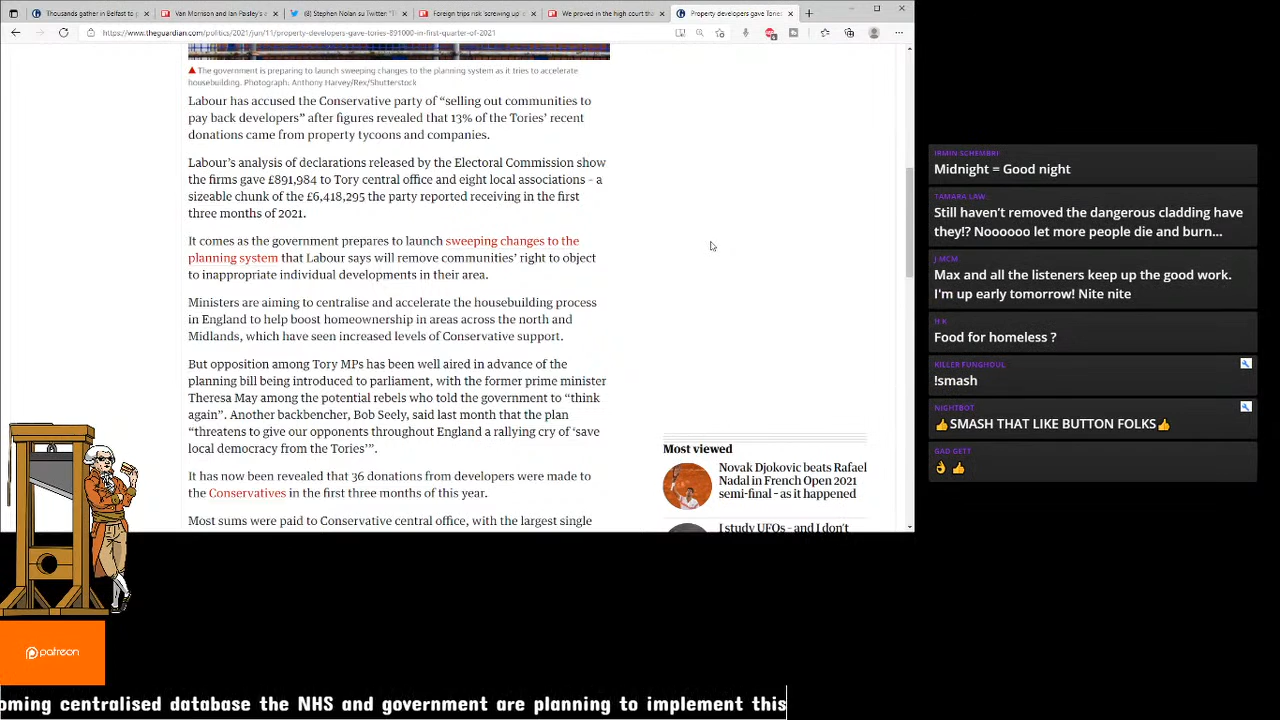 Thousands gather in Belfast to p
Van Morrison and Ian Paisley's a
(8) Stephen Nolan su Twitter: "T
Foreign trips risk 'screwing up' s
We proved in the high court tha
Property developers gave Tories
https://www.theguardian.com/politics/2021/jun/11/property-developers-gave-tories-891000-in-first-quarter-of-2021
The government is preparing to launch sweeping changes to the planning system as it tries to accelerate
housebuilding. Photograph: Anthony Harvey/Rex/Shutterstock
Labour has accused the Conservative party of “selling out communities to
pay back developers” after figures revealed that 13% of the Tories’ recent
donations came from property tycoons and companies.
Labour’s analysis of declarations released by the Electoral Commission show
the firms gave £891,984 to Tory central office and eight local associations – a
sizeable chunk of the £6,418,295 the party reported receiving in the first
three months of 2021.
It comes as the government prepares to launch sweeping changes to the
planning system that Labour says will remove communities’ right to object
to inappropriate individual developments in their area.
Ministers are aiming to centralise and accelerate the housebuilding process
in England to help boost homeownership in areas across the north and
Midlands, which have seen increased levels of Conservative support.
But opposition among Tory MPs has been well aired in advance of the
planning bill being introduced to parliament, with the former prime minister
Theresa May among the potential rebels who told the government to “think
again”. Another backbencher, Bob Seely, said last month that the plan
“threatens to give our opponents throughout England a rallying cry of ‘save
local democracy from the Tories’”.
It has now been revealed that 36 donations from developers were made to
the Conservatives in the first three months of this year.
Most sums were paid to Conservative central office, with the largest single
Most viewed
Novak Djokovic beats Rafael
Nadal in French Open 2021
semi-final – as it happened
I study UFOs – and I don’t
IRMIN SCHEMBRI
Midnight = Good night
TAMARA LAW
Still haven’t removed the dangerous cladding have
they!? Noooooo let more people die and burn...
J MCM
Max and all the listeners keep up the good work.
I'm up early tomorrow! Nite nite
H K
Food for homeless ?
KILLER FUNGHOUL
!smash
NIGHTBOT
👍SMASH THAT LIKE BUTTON FOLKS👍
GAD GETT
👌👍
patreon
oming centralised database the NHS and government are planning to implement this